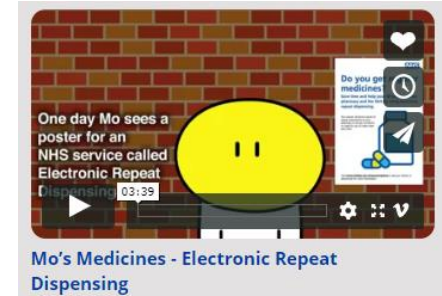 One day Mo sees a
poster for an
NHS service called
Electronic Repeat
Dispensing
03:39
Do you get
medicines?
Mo's Medicines - Electronic Repeat
Dispensing